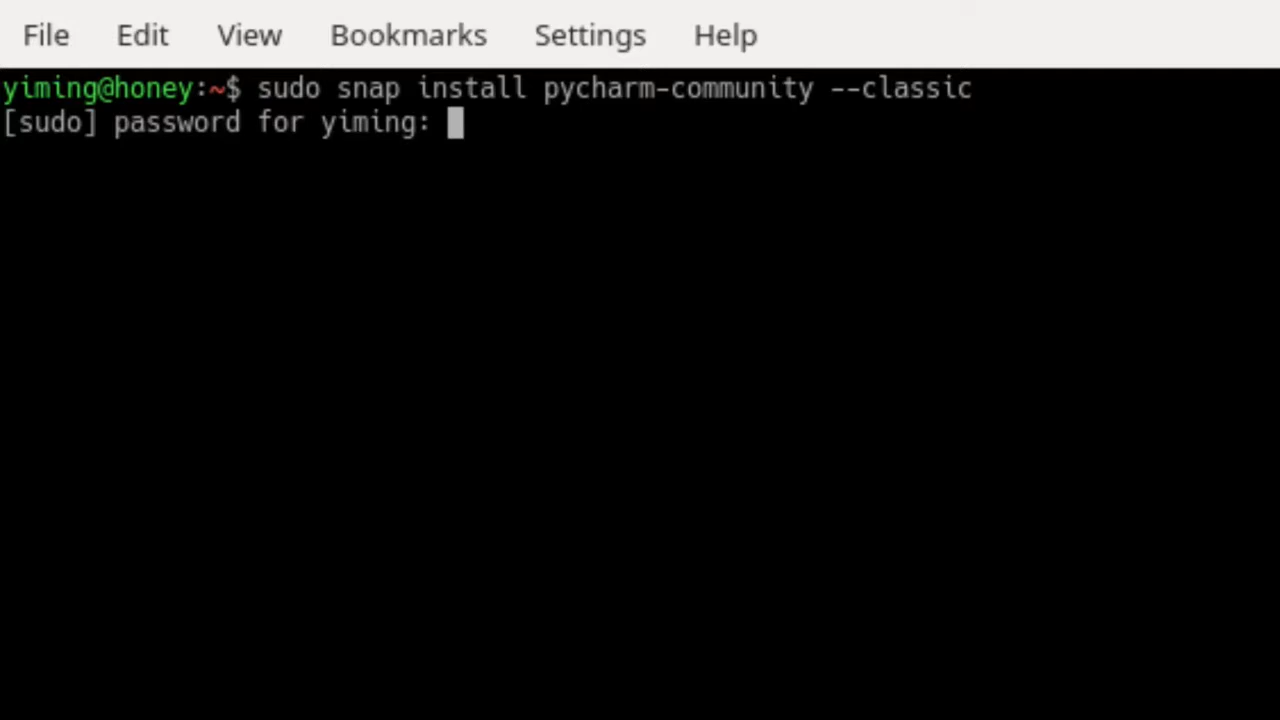 File Edit View Bookmarks Settings Help
yiming@honey:~$ sudo snap install pycharm-community --classic
[sudo] password for yiming: